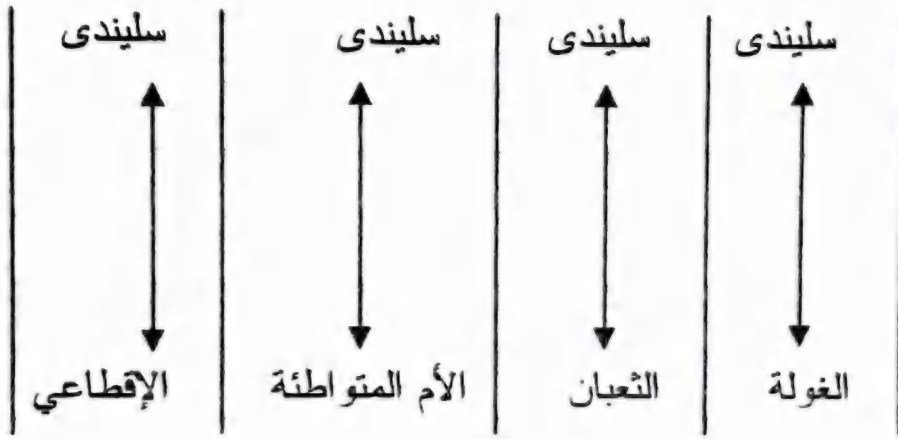 سليندى سليندى سليندى سليندى
الغولة الثعبان الأم المتواطئة الإقطاعي